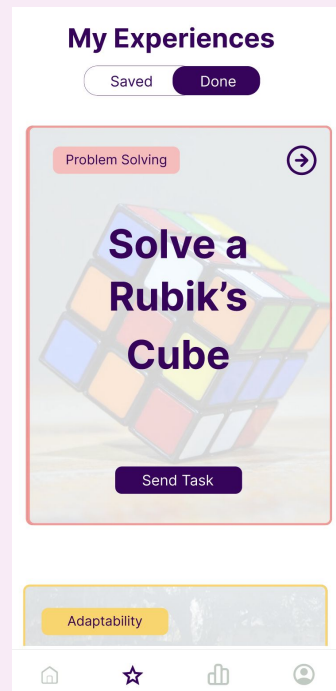 My Experiences
Saved Done
Problem Solving
Solve a
Rubik’s
Cube
Send Task
Adaptability